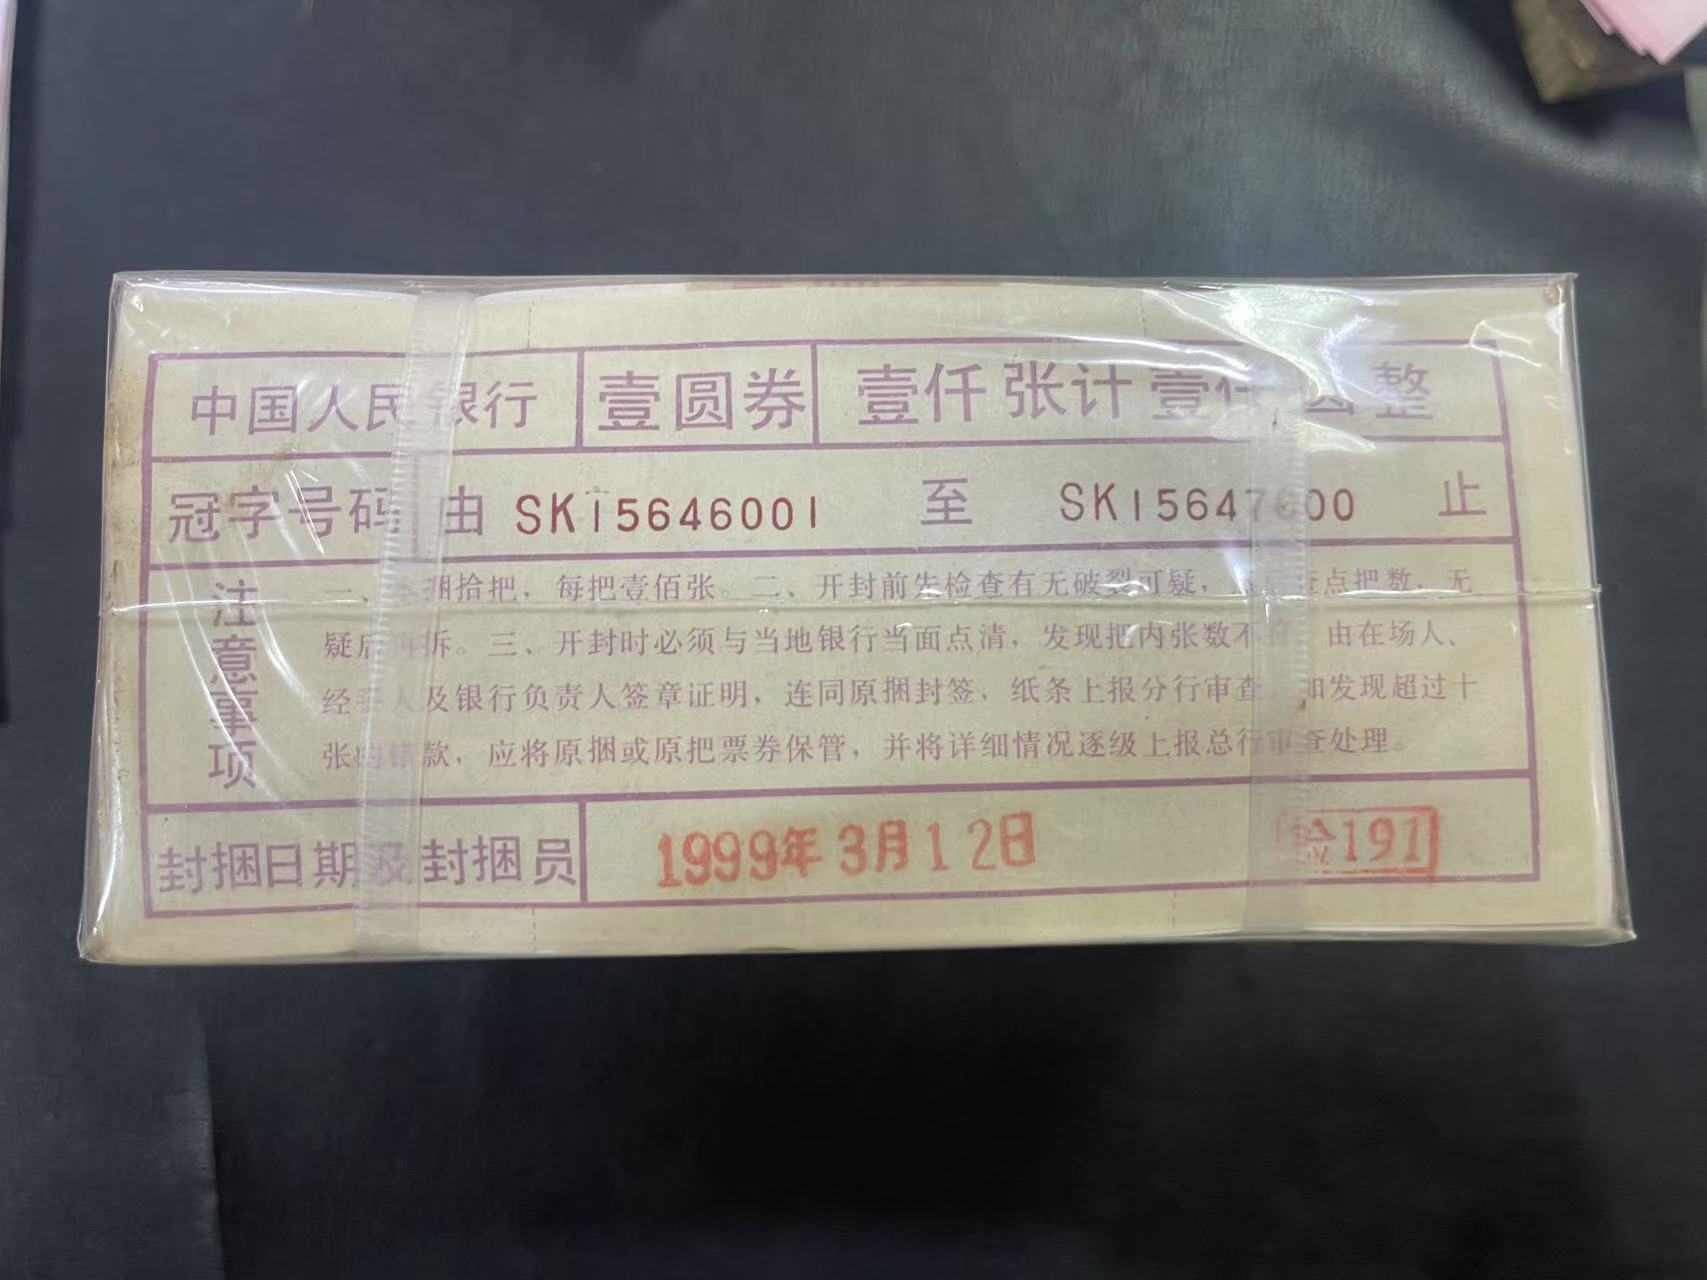 中国人民银行 壹圆券 壹仟张计壹仟圆整
冠字号码 由 SK15646001 至 SK15647000 止
注意事项
一、每捆拾把，每把壹佰张。二、开封前先检查有无破裂可疑，点把数，无
疑后再拆。三、开封时必须与当地银行当面点清，发现把内张数不符，由在场人、
经手人及银行负责人签章证明，连同原捆封签，纸条上报分行审查，如发现超过十
张的错款，应将原捆或原把票券保管，并将详细情况逐级上报总行审查处理。
封捆日期及封捆员 1999年3月12日 验191